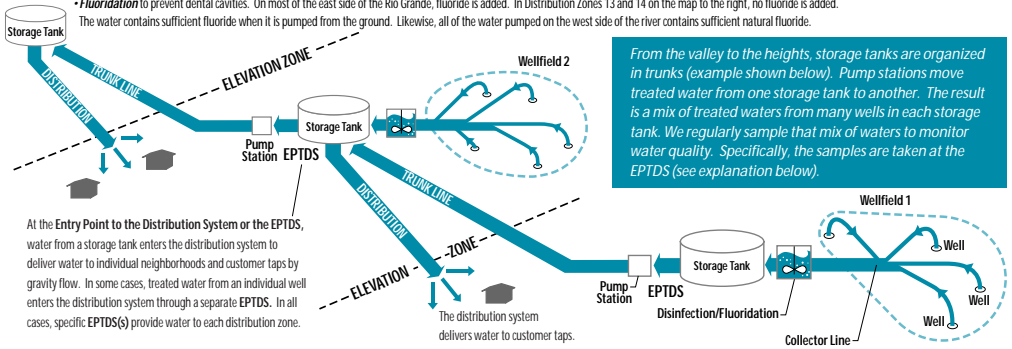 • Fluoridation to prevent dental cavities. On most of the east side of the Rio Grande, fluoride is added. In Distribution Zones 13 and 14 on the map to the right, no fluoride is added.
The water contains sufficient fluoride when it is pumped from the ground. Likewise, all of the water pumped on the west side of the river contains sufficient natural fluoride.
Storage Tank
TRUNK LINE
DISTRIBUTION
ELEVATION ZONE
Wellfield 2
Storage Tank
Pump
Station
EPTDS
From the valley to the heights, storage tanks are organized
in trunks (example shown below). Pump stations move
treated water from one storage tank to another. The result
is a mix of treated waters from many wells in each storage
tank. We regularly sample that mix of waters to monitor
water quality. Specifically, the samples are taken at the
EPTDS (see explanation below).
TRUNK LINE
DISTRIBUTION
At the Entry Point to the Distribution System or the EPTDS,
water from a storage tank enters the distribution system to
deliver water to individual neighborhoods and customer taps by
gravity flow. In some cases, treated water from an individual well
enters the distribution system through a separate EPTDS. In all
cases, specific EPTDS(s) provide water to each distribution zone.
ELEVATION ZONE
The distribution system
delivers water to customer taps.
Wellfield 1
Well
Well
Well
Storage Tank
Pump
Station
EPTDS
Disinfection/Fluoridation
Collector Line